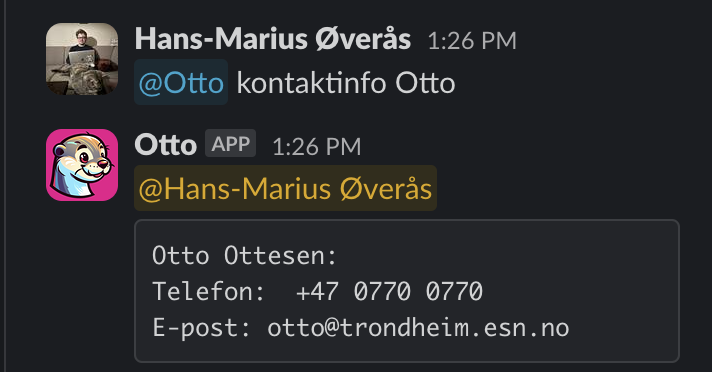 Hans-Marius Øverås 1:26 PM
@Otto kontaktinfo Otto
Otto APP 1:26 PM
@Hans-Marius Øverås
Otto Ottesen:
Telefon:  +47 0770 0770
E-post: otto@trondheim.esn.no